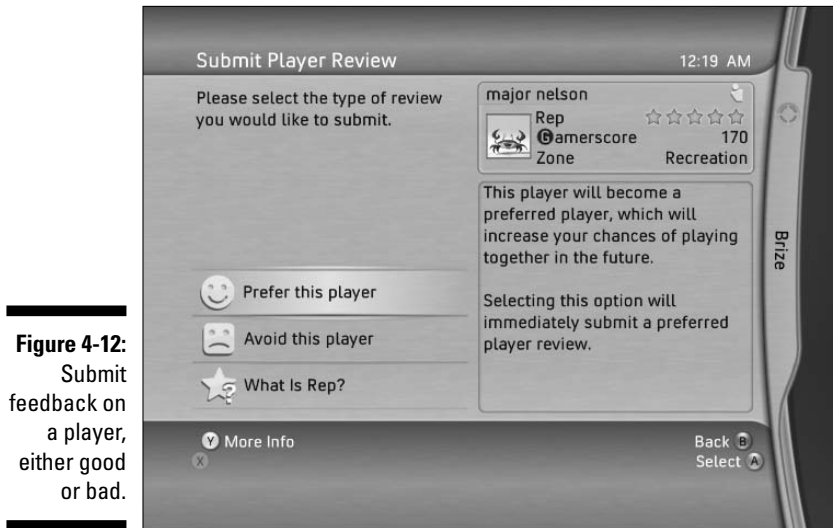 Submit Player Review
12:19 AM
Please select the type of review
you would like to submit.
major nelson
Rep
Gamerscore 170
Zone Recreation
This player will become a
preferred player, which will
increase your chances of playing
together in the future.
Selecting this option will
immediately submit a preferred
player review.
Prefer this player
Avoid this player
What Is Rep?
Y More Info
X
Back B
Select A
Brize
Figure 4-12:
Submit
feedback on
a player,
either good
or bad.